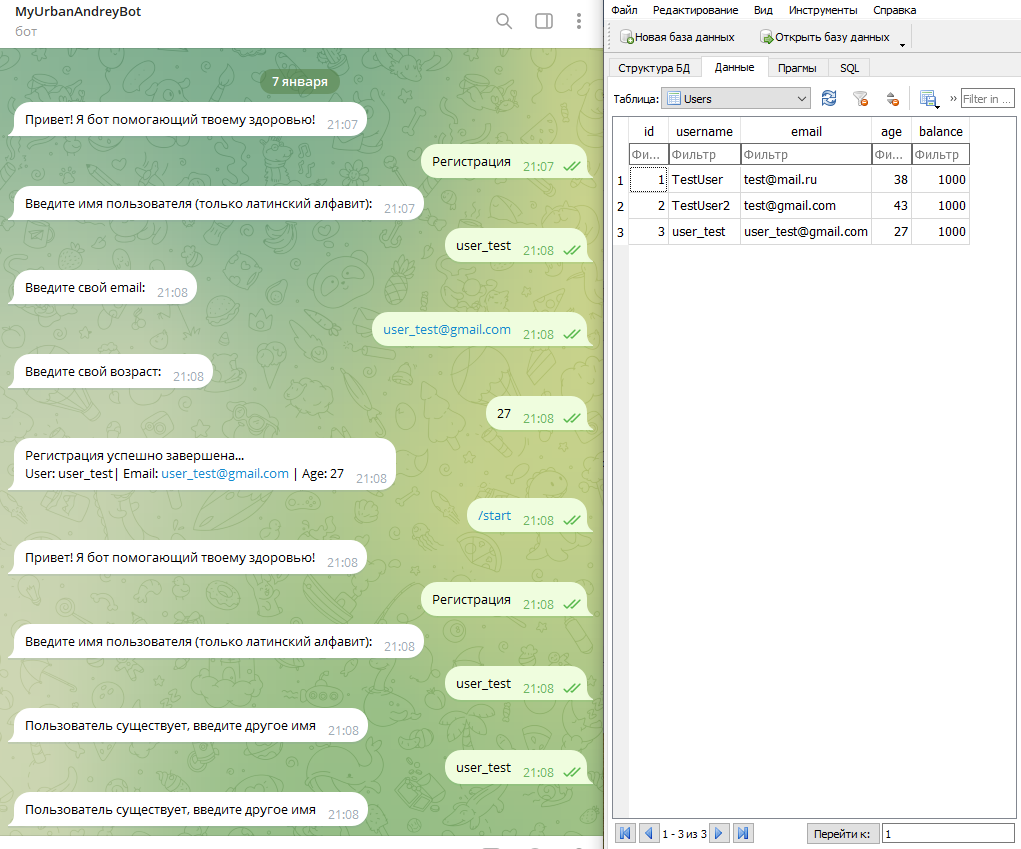 MyUrbanAndreyBot
бот
7 января
Привет! Я бот помогающий твоему здоровью! 21:07
Регистрация 21:07
Введите имя пользователя (только латинский алфавит): 21:07
user_test 21:08
Введите свой email: 21:08
user_test@gmail.com 21:08
Введите свой возраст: 21:08
27 21:08
Регистрация успешно завершена...
User: user_test| Email: user_test@gmail.com | Age: 27 21:08
/start 21:08
Привет! Я бот помогающий твоему здоровью! 21:08
Регистрация 21:08
Введите имя пользователя (только латинский алфавит): 21:08
user_test 21:08
Пользователь существует, введите другое имя 21:08
user_test 21:08
Пользователь существует, введите другое имя 21:08
Файл Редактирование Вид Инструменты Справка
Новая база данных Открыть базу данных
Структура БД Данные Прагмы SQL
Таблица: Users » Filter in ...
id username email age balance
Фи... Фильтр Фильтр Фи... Фильтр
1 1 TestUser test@mail.ru 38 1000
2 2 TestUser2 test@gmail.com 43 1000
3 3 user_test user_test@gmail.com 27 1000
1 - 3 из 3 Перейти к: 1